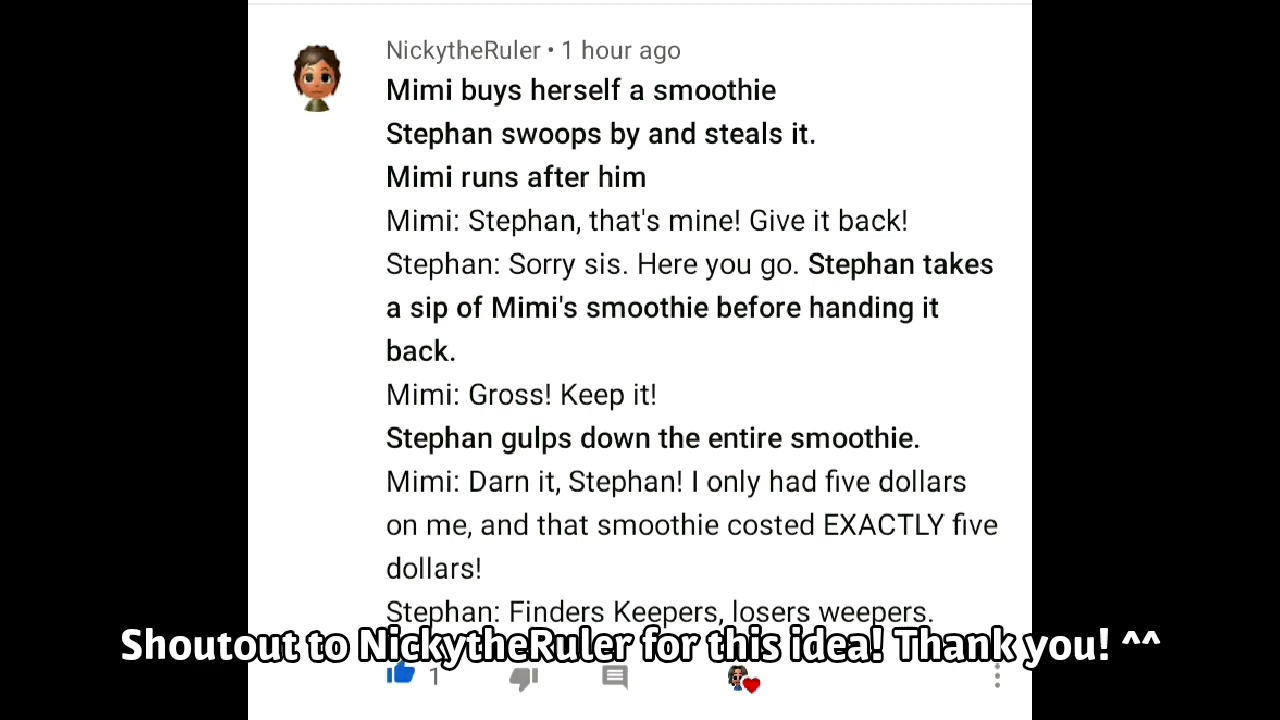 NickytheRuler • 1 hour ago
Mimi buys herself a smoothie
Stephan swoops by and steals it.
Mimi runs after him
Mimi: Stephan, that's mine! Give it back!
Stephan: Sorry sis. Here you go. Stephan takes
a sip of Mimi's smoothie before handing it
back.
Mimi: Gross! Keep it!
Stephan gulps down the entire smoothie.
Mimi: Darn it, Stephan! I only had five dollars
on me, and that smoothie costed EXACTLY five
dollars!
Stephan: Finders Keepers, losers weepers.
Shoutout to NickytheRuler for this idea! Thank you! ^^
1